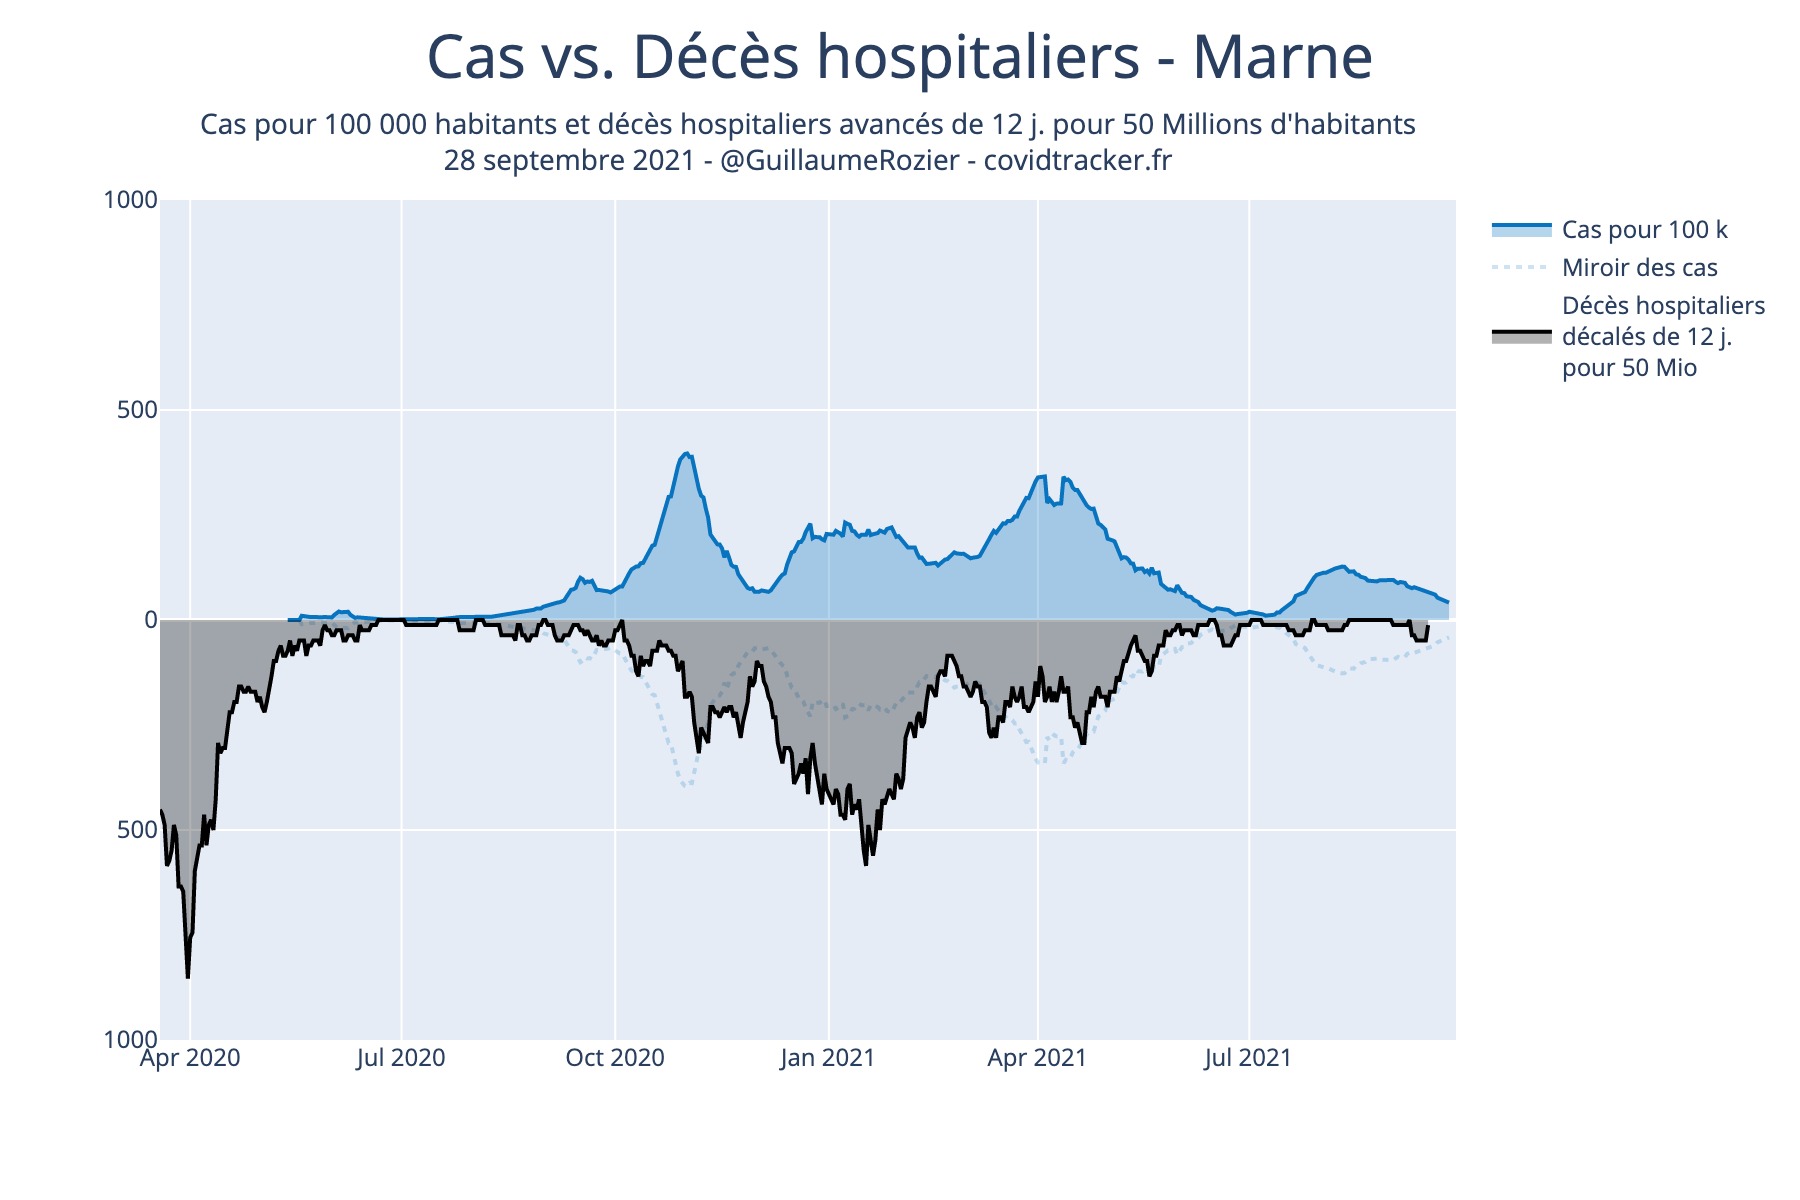 Cas vs. Décès hospitaliers - Marne
Cas pour 100 000 habitants et décès hospitaliers avancés de 12 j. pour 50 Millions d'habitants
28 septembre 2021 - @GuillaumeRozier - covidtracker.fr
1000
500
0
500
1000
Apr 2020
Jul 2020
Oct 2020
Jan 2021
Apr 2021
Jul 2021
Cas pour 100 k
Miroir des cas
Décès hospitaliers
décalés de 12 j.
pour 50 Mio